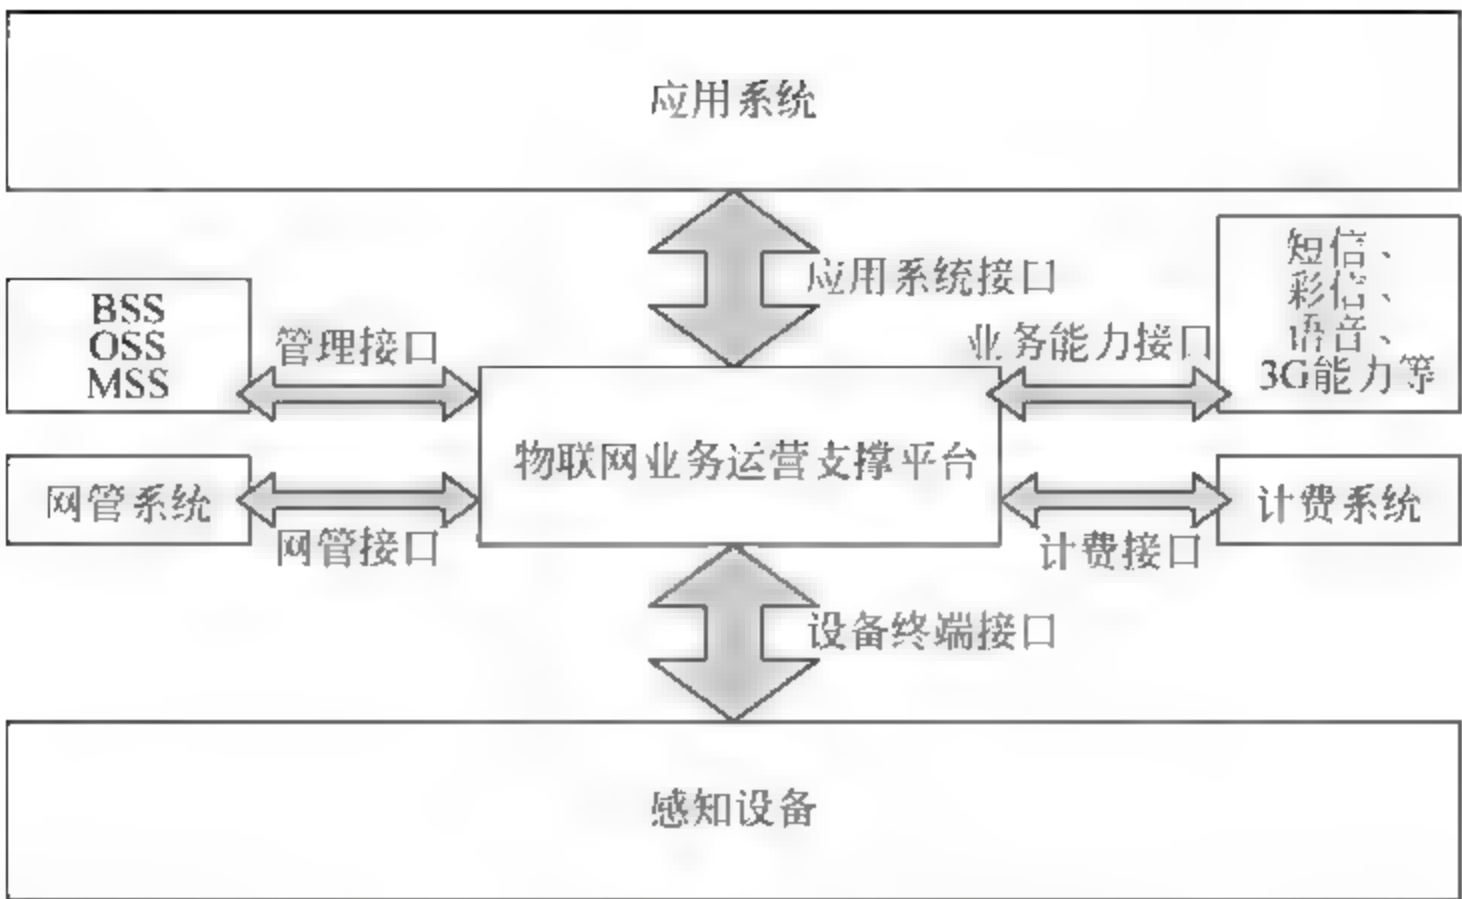 应用系统
应用系统接口
BSS
OSS
MSS
管理接口
业务能力接口
短信、
彩信、
语音、
3G能力等
物联网业务运营支撑平台
网管系统
网管接口
计费接口
计费系统
设备终端接口
感知设备